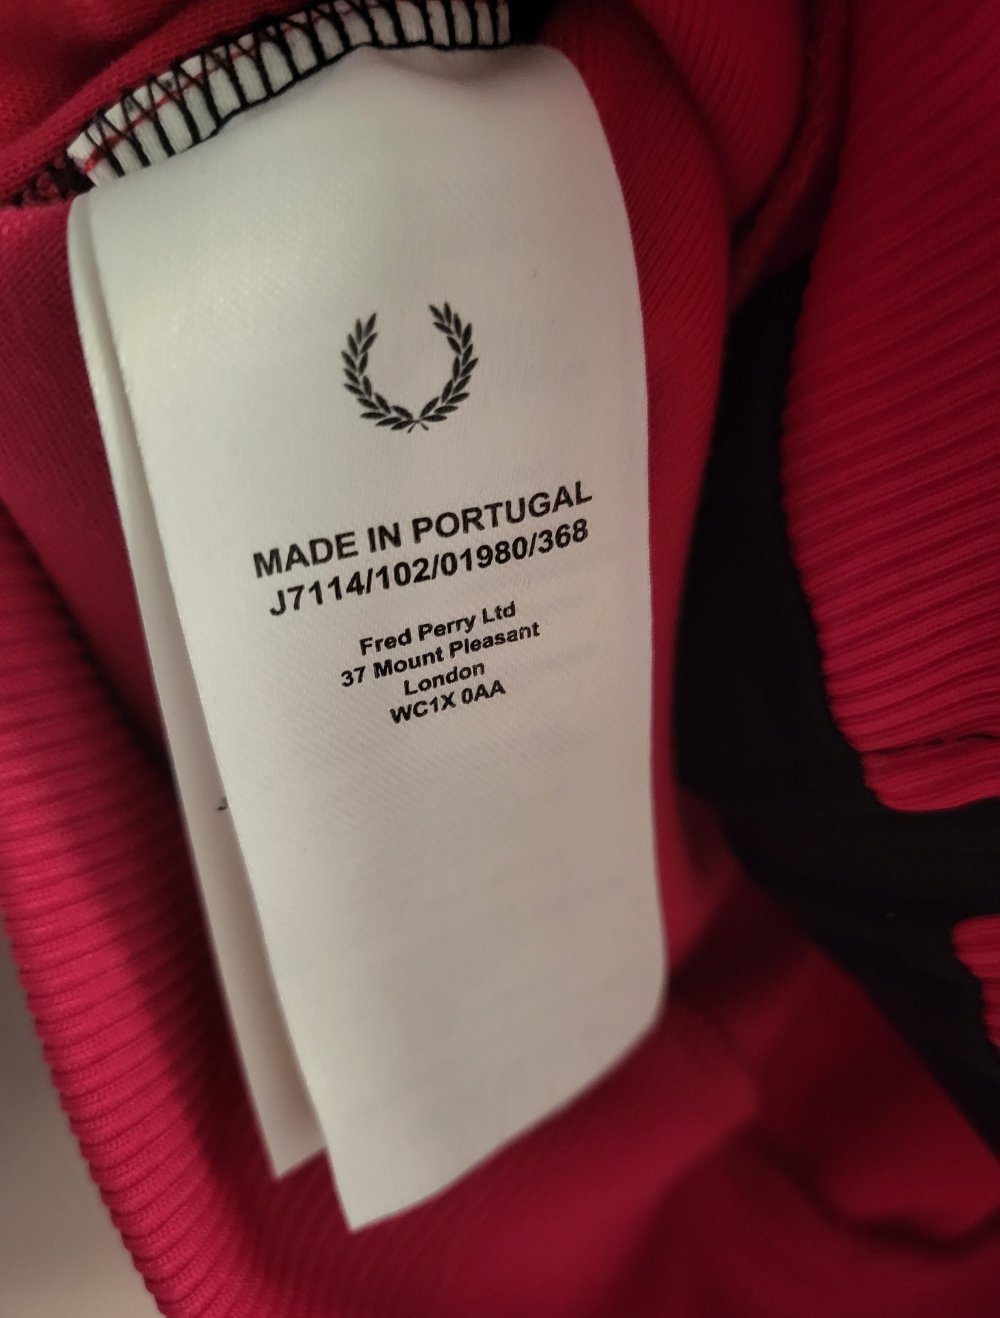 MADE IN PORTUGAL
J7114/102/01980/368
Fred Perry Ltd
37 Mount Pleasant
London
WC1X 0AA